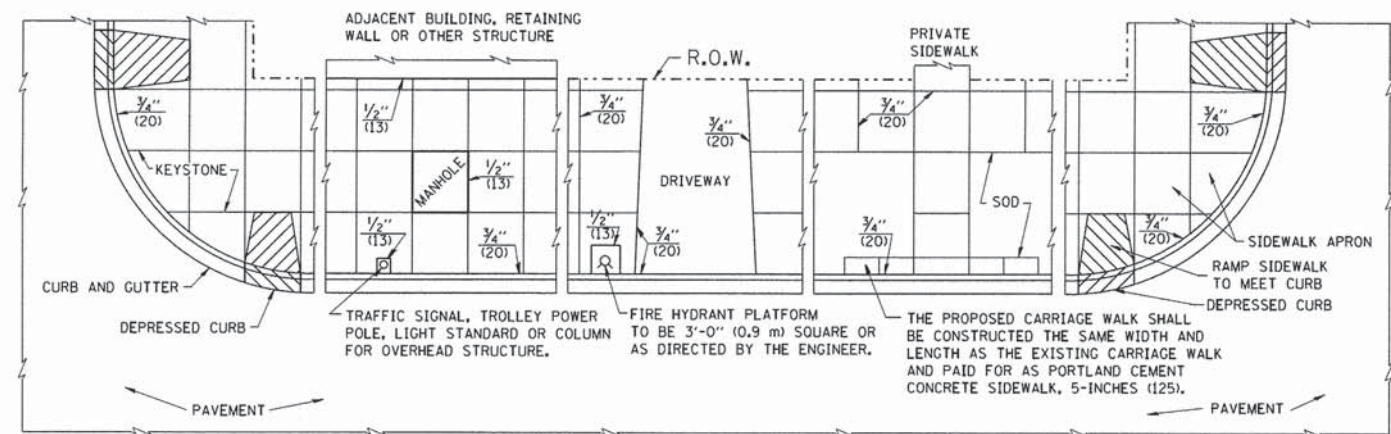 ADJACENT BUILDING, RETAINING
WALL OR OTHER STRUCTURE
R.O.W.
PRIVATE
SIDEWALK
3/4"
(20)
1/2"
(13)
3/4"
(20)
3/4"
(20)
3/4"
(20)
3/4"
(20)
KEYSTONE
MANHOLE
1/2"
(13)
DRIVEWAY
SOD
1/2"
(13)
3/4"
(20)
1/2"
(13)
3/4"
(20)
3/4"
(20)
3/4"
(20)
SIDEWALK APRON
RAMP SIDEWALK
TO MEET CURB
DEPRESSED CURB
CURB AND GUTTER
DEPRESSED CURB
TRAFFIC SIGNAL, TROLLEY POWER
POLE, LIGHT STANDARD OR COLUMN
FOR OVERHEAD STRUCTURE.
FIRE HYDRANT PLATFORM
TO BE 3'-0" (0.9 m) SQUARE OR
AS DIRECTED BY THE ENGINEER.
THE PROPOSED CARRIAGE WALK SHALL
BE CONSTRUCTED THE SAME WIDTH AND
LENGTH AS THE EXISTING CARRIAGE WALK
AND PAID FOR AS PORTLAND CEMENT
CONCRETE SIDEWALK, 5-INCHES (125).
PAVEMENT
PAVEMENT